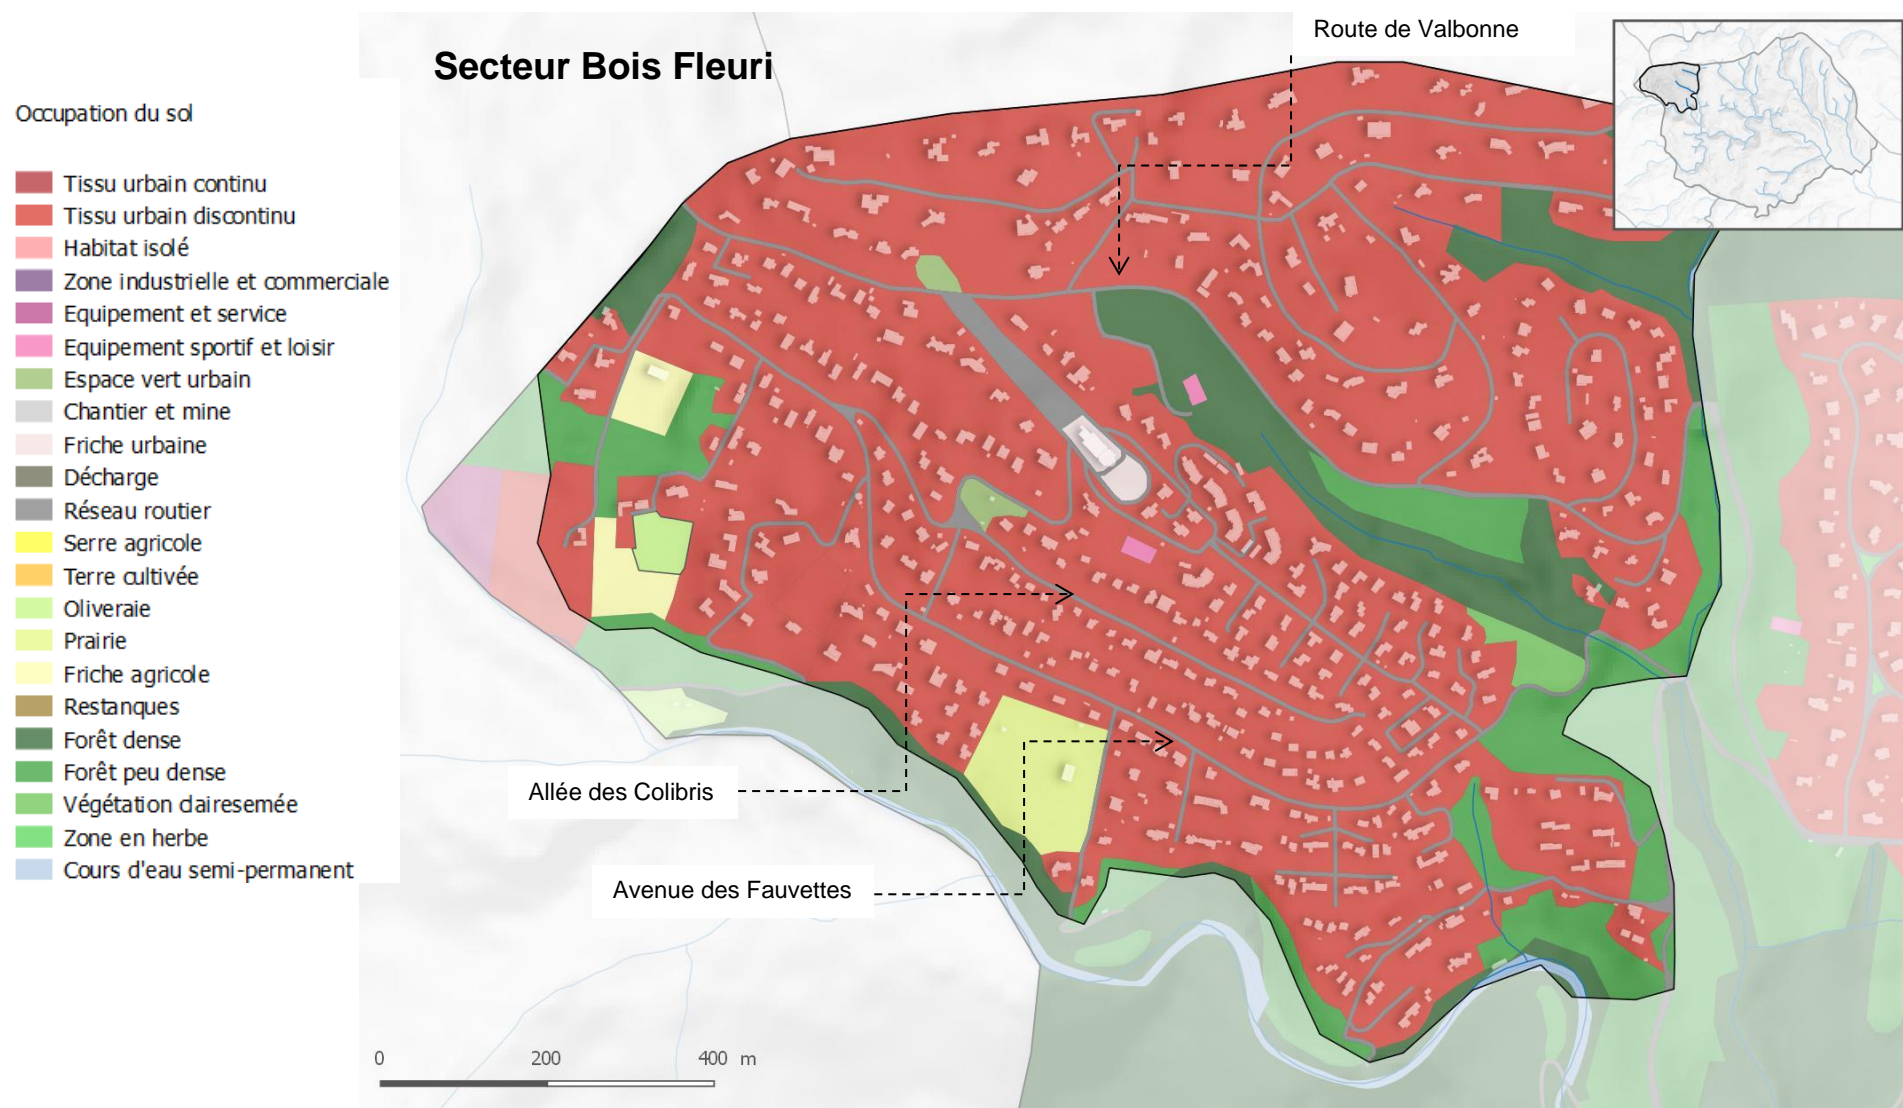 Route de Valbonne
Secteur Bois Fleuri
Occupation du sol
Tissu urbain continu
Tissu urbain discontinu
Habitat isolé
Zone industrielle et commerciale
Equipement et service
Equipement sportif et loisir
Espace vert urbain
Chantier et mine
Friche urbaine
Décharge
Réseau routier
Serre agricole
Terre cultivée
Oliveraie
Prairie
Friche agricole
Restanques
Forêt dense
Forêt peu dense
Végétation clairesemée
Zone en herbe
Cours d'eau semi-permanent
Allée des Colibris
Avenue des Fauvettes
0 200 400 m